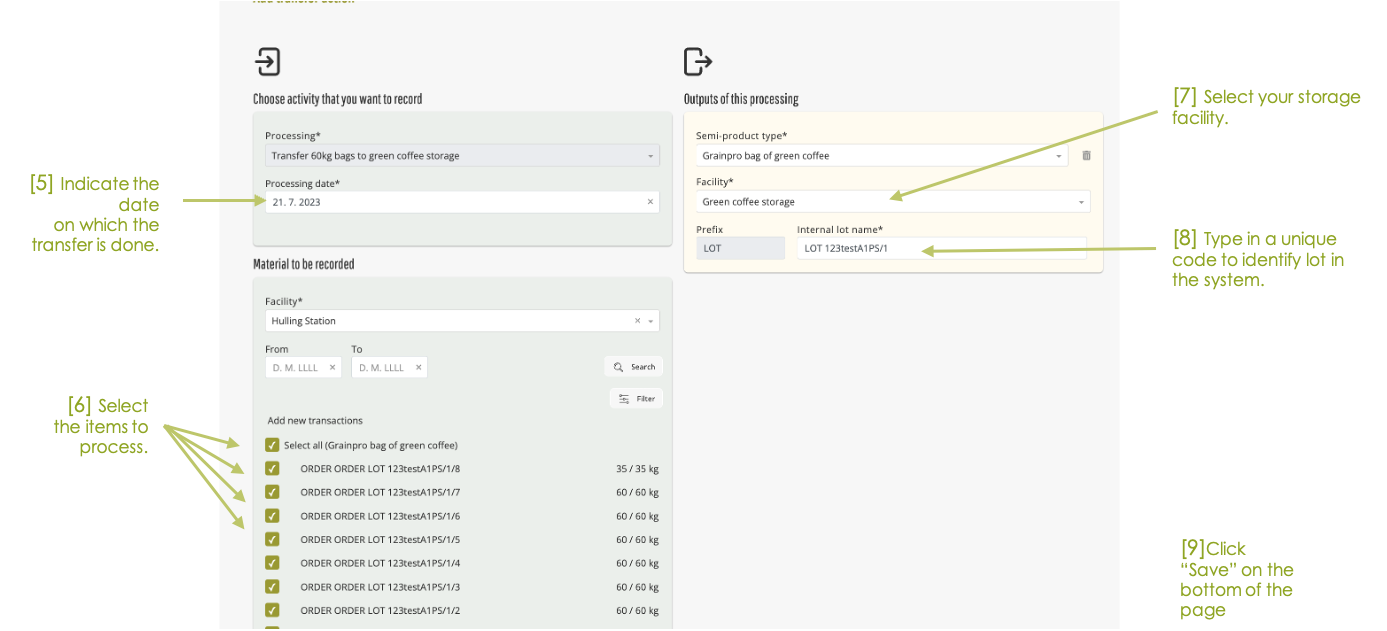 Add transfer action
Choose activity that you want to record
Processing*
Transfer 60kg bags to green coffee storage
Processing date*
21. 7. 2023
Material to be recorded
Facility*
Hulling Station
From To
D. M. LLLL D. M. LLLL
Search
Filter
Add new transactions
Select all (Grainpro bag of green coffee)
ORDER ORDER LOT 123testA1PS/1/8 35 / 35 kg
ORDER ORDER LOT 123testA1PS/1/7 60 / 60 kg
ORDER ORDER LOT 123testA1PS/1/6 60 / 60 kg
ORDER ORDER LOT 123testA1PS/1/5 60 / 60 kg
ORDER ORDER LOT 123testA1PS/1/4 60 / 60 kg
ORDER ORDER LOT 123testA1PS/1/3 60 / 60 kg
ORDER ORDER LOT 123testA1PS/1/2 60 / 60 kg
Outputs of this processing
Semi-product type*
Grainpro bag of green coffee
Facility*
Green coffee storage
Prefix Internal lot name*
LOT LOT 123testA1PS/1
[5] Indicate the
date
on which the
transfer is done.
[6] Select
the items to
process.
[7] Select your storage
facility.
[8] Type in a unique
code to identify lot in
the system.
[9]Click
“Save” on the
bottom of the
page